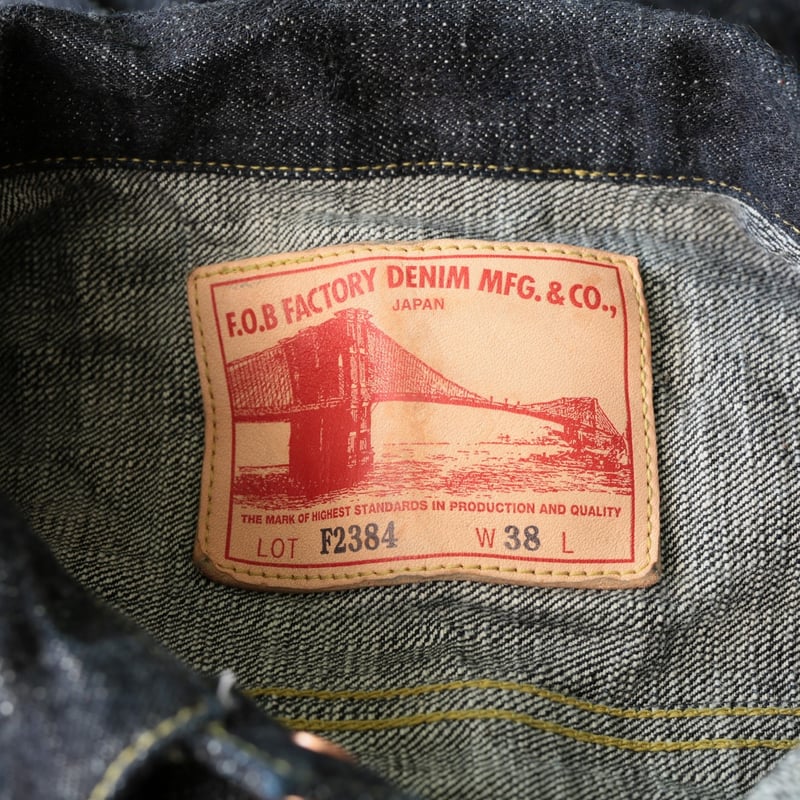 F.O.B FACTORY DENIM MFG. & CO.,
JAPAN
THE MARK OF HIGHEST STANDARDS IN PRODUCTION AND QUALITY
LOT F2384 W 38 L